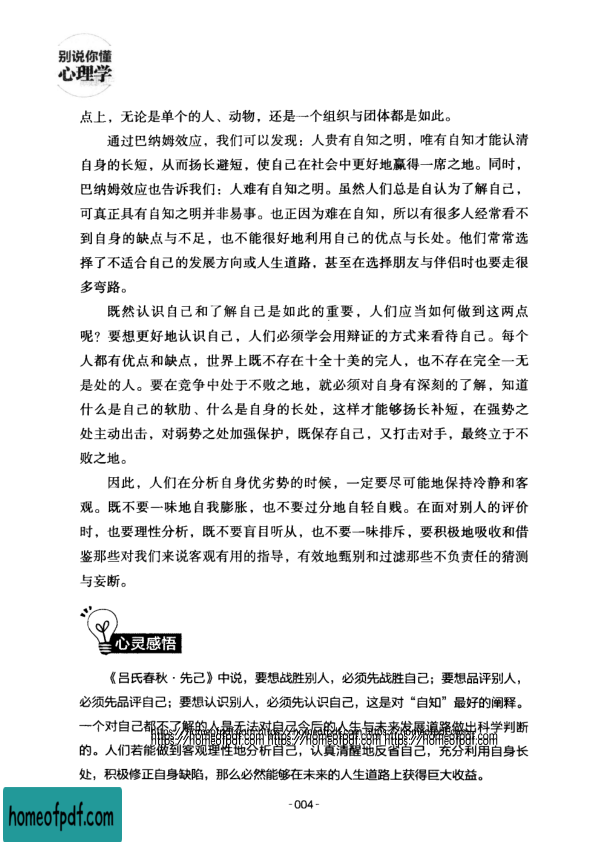 别说你懂
心理学
点上，无论是单个的人、动物，还是一个组织与团体都是如此。
通过巴纳姆效应，我们可以发现：人贵有自知之明，唯有自知才能认清
自身的长短，从而扬长避短，使自己在社会中更好地赢得一席之地。同时，
巴纳姆效应也告诉我们：人难有自知之明。虽然人们总是自认为了解自己，
可真正具有自知之明并非易事。也正因为难在自知，所以有很多人经常看不
到自身的缺点与不足，也不能很好地利用自己的优点与长处。他们常常选
择了不适合自己的发展方向或人生道路，甚至在选择朋友与伴侣时也要走很
多弯路。
既然认识自己和了解自己是如此的重要，人们应当如何做到这两点
呢？要想更好地认识自己，人们必须学会用辩证的方式来看待自己。每个
人都有优点和缺点，世界上既不存在十全十美的完人，也不存在完全一无
是处的人。要在竞争中处于不败之地，就必须对自身有深刻的了解，知道
什么是自己的软肋、什么是自身的长处，这样才能够扬长补短，在强势之
处主动出击，对弱势之处加强保护，既保存自己，又打击对手，最终立于不
败之地。
因此，人们在分析自身优劣势的时候，一定要尽可能地保持冷静和客
观。既不要一味地自我膨胀，也不要过分地自轻自贱。在面对别人的评价
时，也要理性分析，既不要盲目听从，也不要一味排斥，要积极地吸收和借
鉴那些对我们来说客观有用的指导，有效地甄别和过滤那些不负责任的猜测
与妄断。
心灵感悟
《吕氏春秋·先己》中说，要想战胜别人，必须先战胜自己；要想品评别人，
必须先品评自己；要想认识别人，必须先认识自己，这是对“自知”最好的阐释。
一个对自己都不了解的人是无法对自己今后的人生与未来发展道路做出科学判断
https://homeofpdf.com https://homeofpdf.com https://homeofpdf.com
https://homeofpdf.com https://homeofpdf.com https://homeofpdf.com
的。人们若能做到客观理性地分析自己，认真清醒地反省自己，充分利用自身长
处，积极修正自身缺陷，那么必然能够在未来的人生道路上获得巨大收益。
-004-
homeofpdf.com